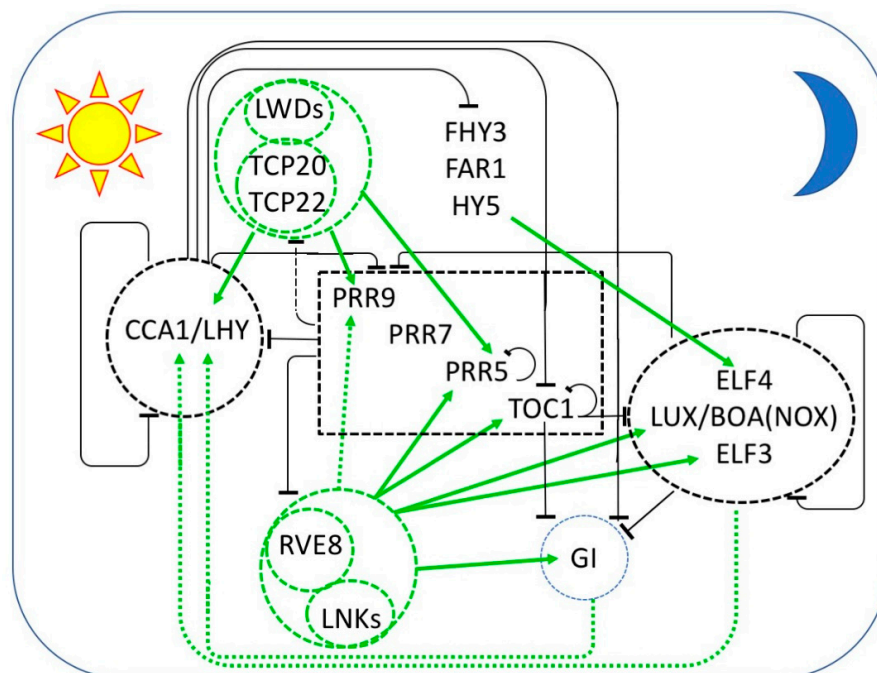 LWDs
TCP20
TCP22
FHY3
FAR1
HY5
CCA1/LHY
PRR9
PRR7
PRR5
TOC1
ELF4
LUX/BOA(NOX)
ELF3
RVE8
LNKs
GI